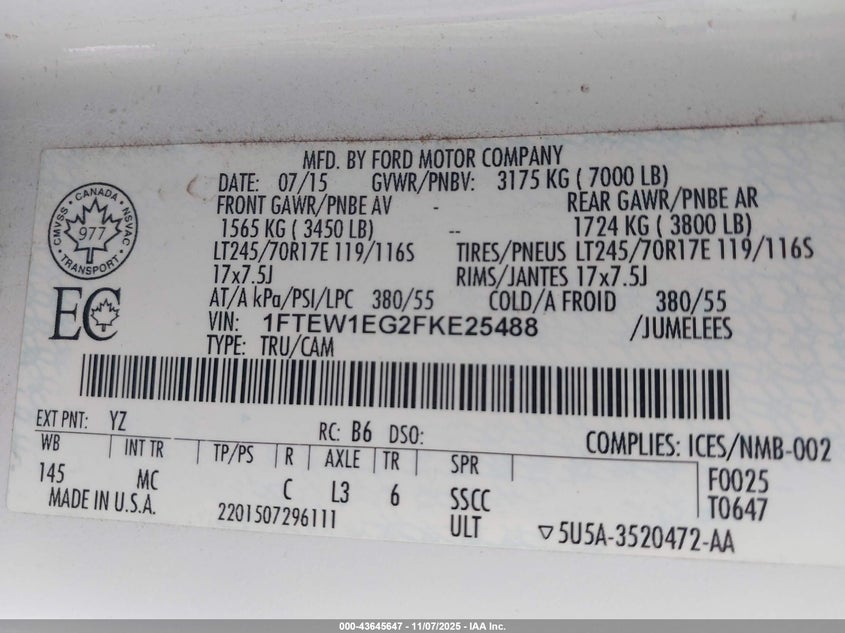 MFD. BY FORD MOTOR COMPANY
DATE: 07/15 GVWR/PNBV: 3175 KG ( 7000 LB)
FRONT GAWR/PNBE AV - REAR GAWR/PNBE AR
1565 KG ( 3450 LB) -- 1724 KG ( 3800 LB)
LT245/70R17E 119/116S TIRES/PNEUS LT245/70R17E 119/116S
17x7.5J RIMS/JANTES 17x7.5J
AT/A kPa/PSI/LPC 380/55 COLD/A FROID 380/55
VIN: 1FTEW1EG2FKE25488 /JUMELEES
TYPE: TRU/CAM
CMVSS · CANADA · NSVAC
977
TRANSPORT
EC
EXT PNT: YZ RC: B6 DSO: COMPLIES: ICES/NMB-002
WB INT TR TP/PS R AXLE TR SPR F0025
145 MC C L3 6 SSCC T0647
MADE IN U.S.A. 2201507296111 ULT ▽5U5A-3520472-AA
000-43645647 - 11/07/2025 - IAA Inc.